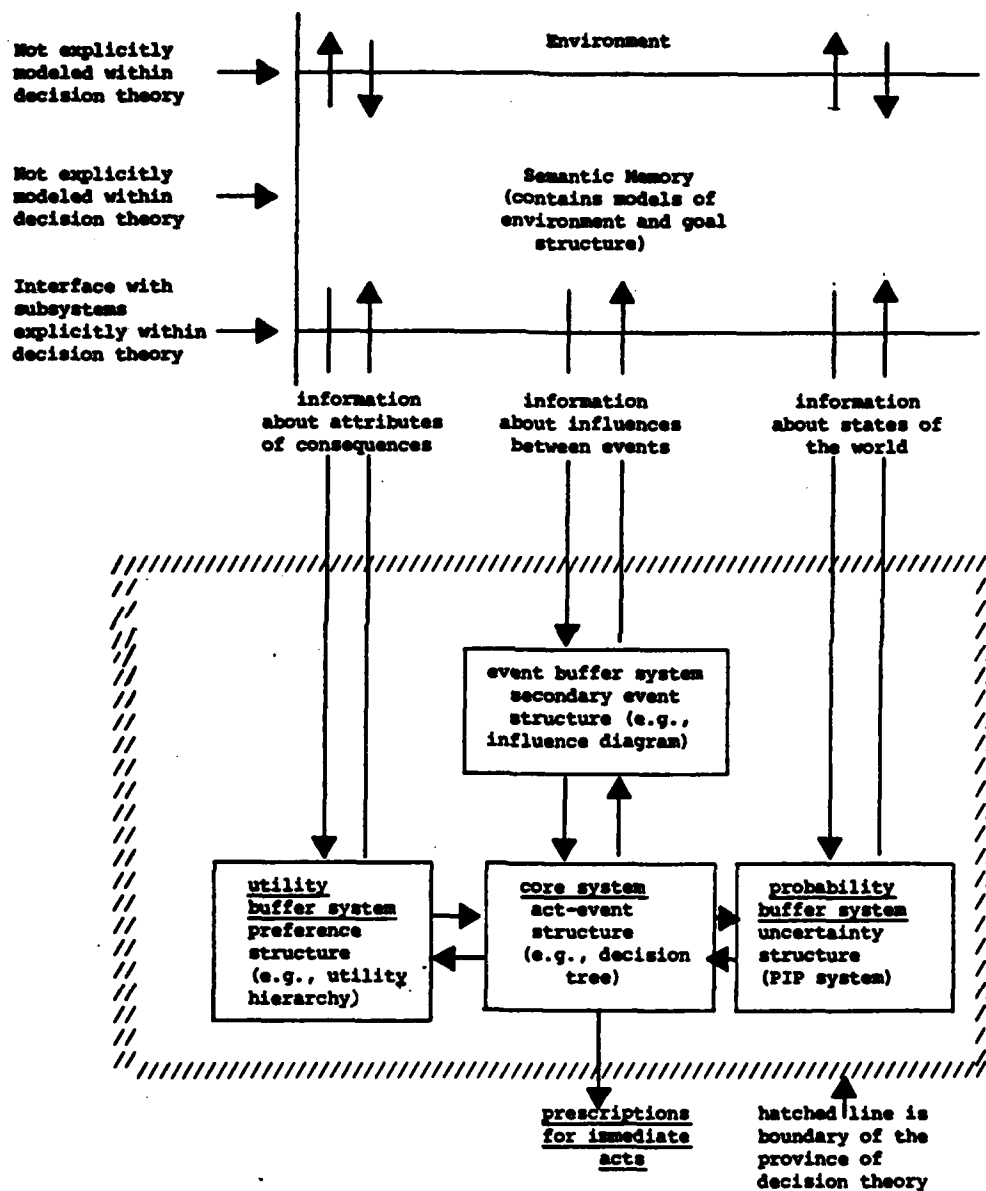 Not explicitly
modeled within
decision theory
Environment
Not explicitly
modeled within
decision theory
Semantic Memory
(contains models of
environment and goal
structure)
Interface with
subsystems
explicitly within
decision theory
information
about attributes
of consequences
information
about influences
between events
information
about states of
the world
event buffer system
secondary event
structure (e.g.,
influence diagram)
utility
buffer system
preference
structure
(e.g., utility
hierarchy)
core system
act-event
structure
(e.g., decision
tree)
probability
buffer system
uncertainty
structure
(PIP system)
prescriptions
for immediate
acts
hatched line is
boundary of the
province of
decision theory